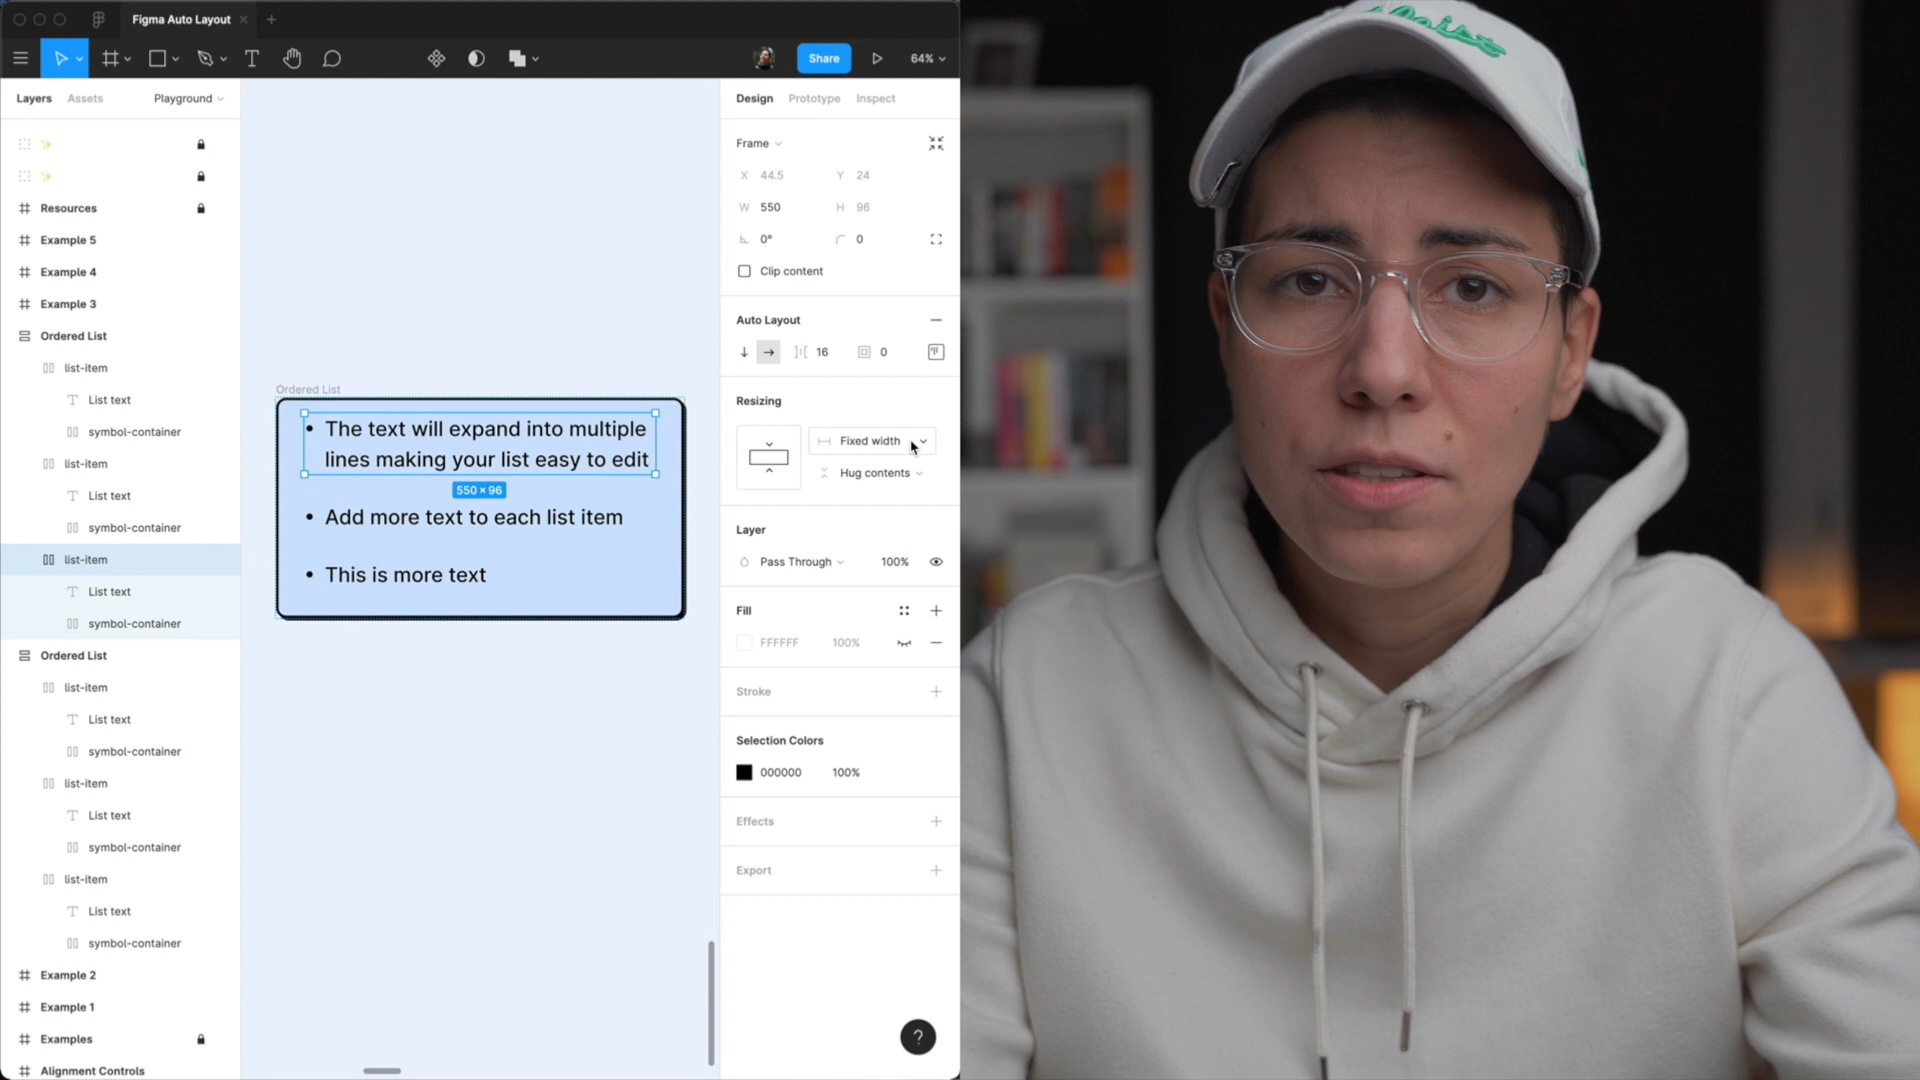 Figma Auto Layout
Share
64%
Layers
Assets
Playground
Resources
Example 5
Example 4
Example 3
Ordered List
list-item
List text
symbol-container
list-item
List text
symbol-container
list-item
List text
symbol-container
Ordered List
list-item
List text
symbol-container
list-item
List text
symbol-container
list-item
List text
symbol-container
Example 2
Example 1
Examples
Alignment Controls
Ordered List
• The text will expand into multiple
lines making your list easy to edit
550 × 96
• Add more text to each list item
• This is more text
Design
Prototype
Inspect
Frame
X 44.5 Y 24
W 550 H 96
0° 0
Clip content
Auto Layout
16 0
Resizing
Fixed width
Hug contents
Layer
Pass Through 100%
Fill
FFFFFF 100%
Stroke
Selection Colors
000000 100%
Effects
Export
?